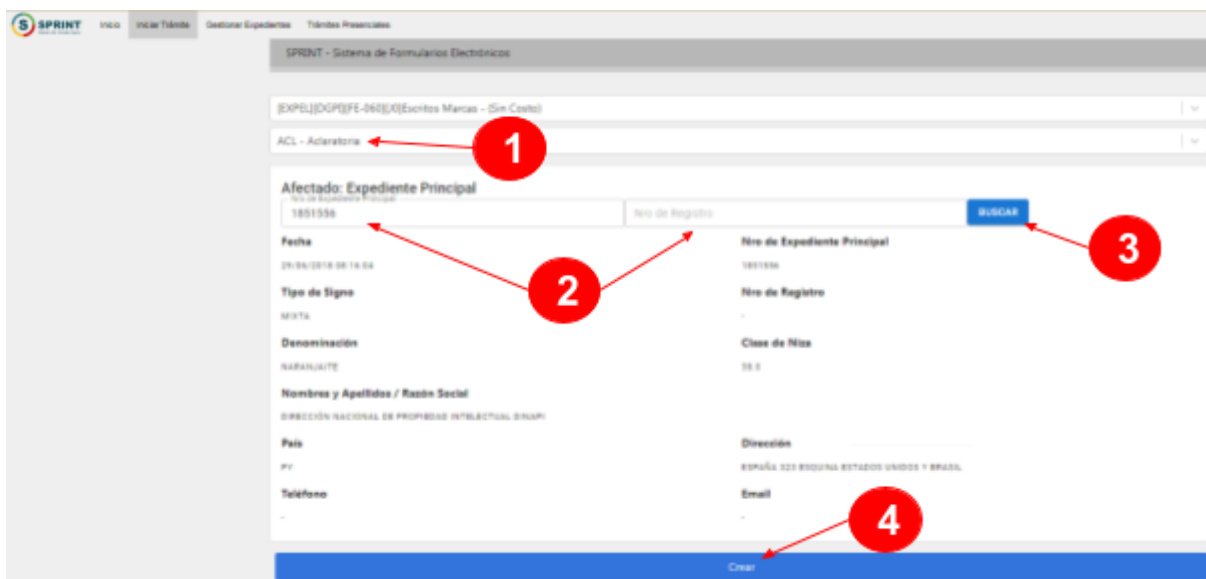 SPRINT Inicio Iniciar Trámite Gestionar Expedientes Trámites Presenciales
SPRINT - Sistema de Formularios Electrónicos
[EXPEL][DGPI][FE-060][/0]Escritos Marcas - (Sin Costo)
ACL - Aclaratoria
1
Afectado: Expediente Principal
Nro de Expediente Principal
1851556 Nro de Registro BUSCAR
3
Fecha Nro de Expediente Principal
29/06/2018 08:16:04 1851556
2
Tipo de Signo Nro de Registro
MIXTA -
Denominación Clase de Niza
NARANJAITE 38.0
Nombres y Apellidos / Razón Social
DIRECCIÓN NACIONAL DE PROPIEDAD INTELECTUAL DINAPI
País Dirección
PY ESPAÑA 323 ESQUINA ESTADOS UNIDOS Y BRASIL
Teléfono Email
- -
4
Crear